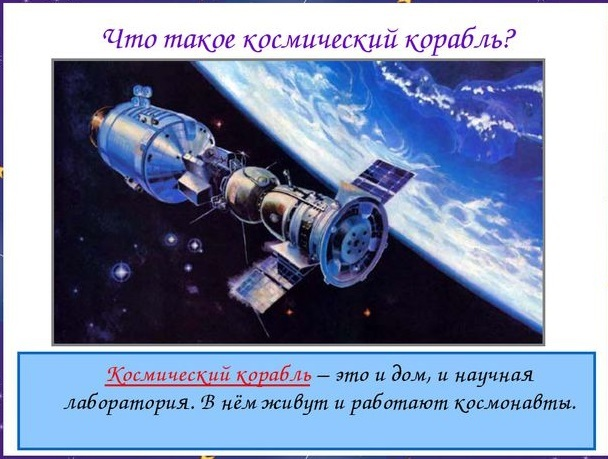 Что такое космический корабль?
Космический корабль – это и дом, и научная
лаборатория. В нём живут и работают космонавты.